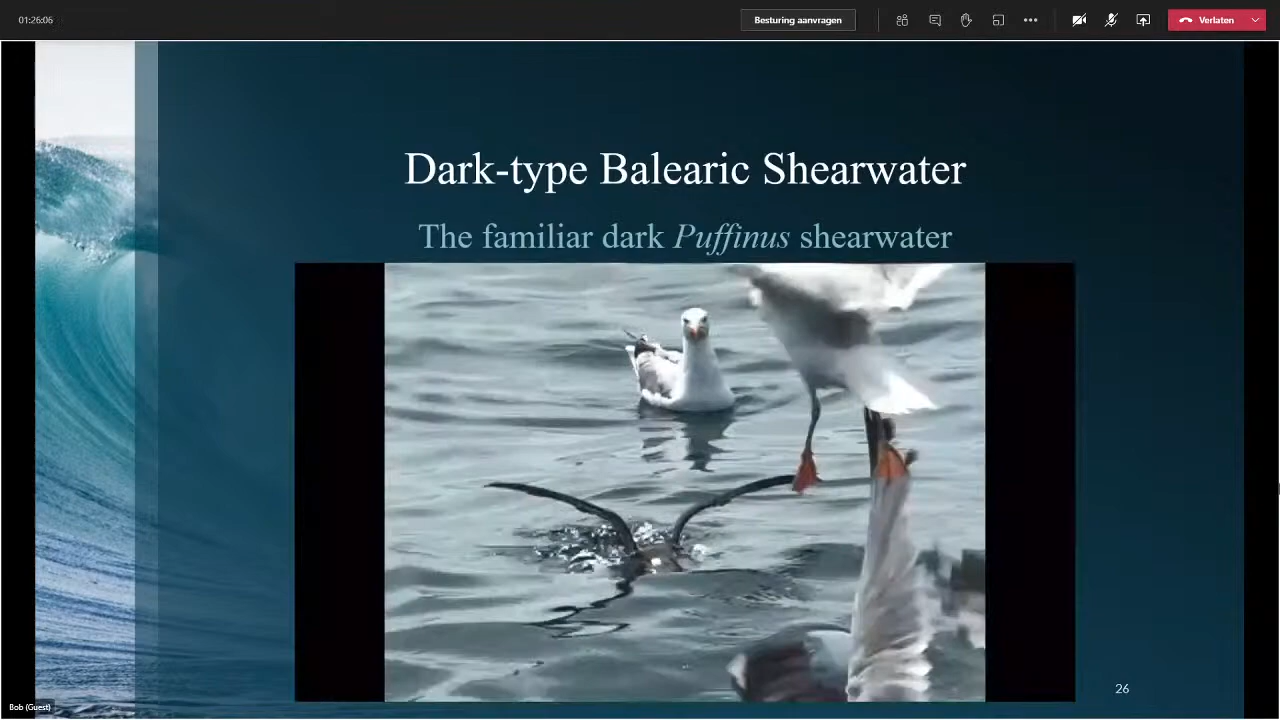 01:26:06
Besturing aanvragen
Verlaten
Dark-type Balearic Shearwater
The familiar dark Puffinus shearwater
26
Bob (Guest)